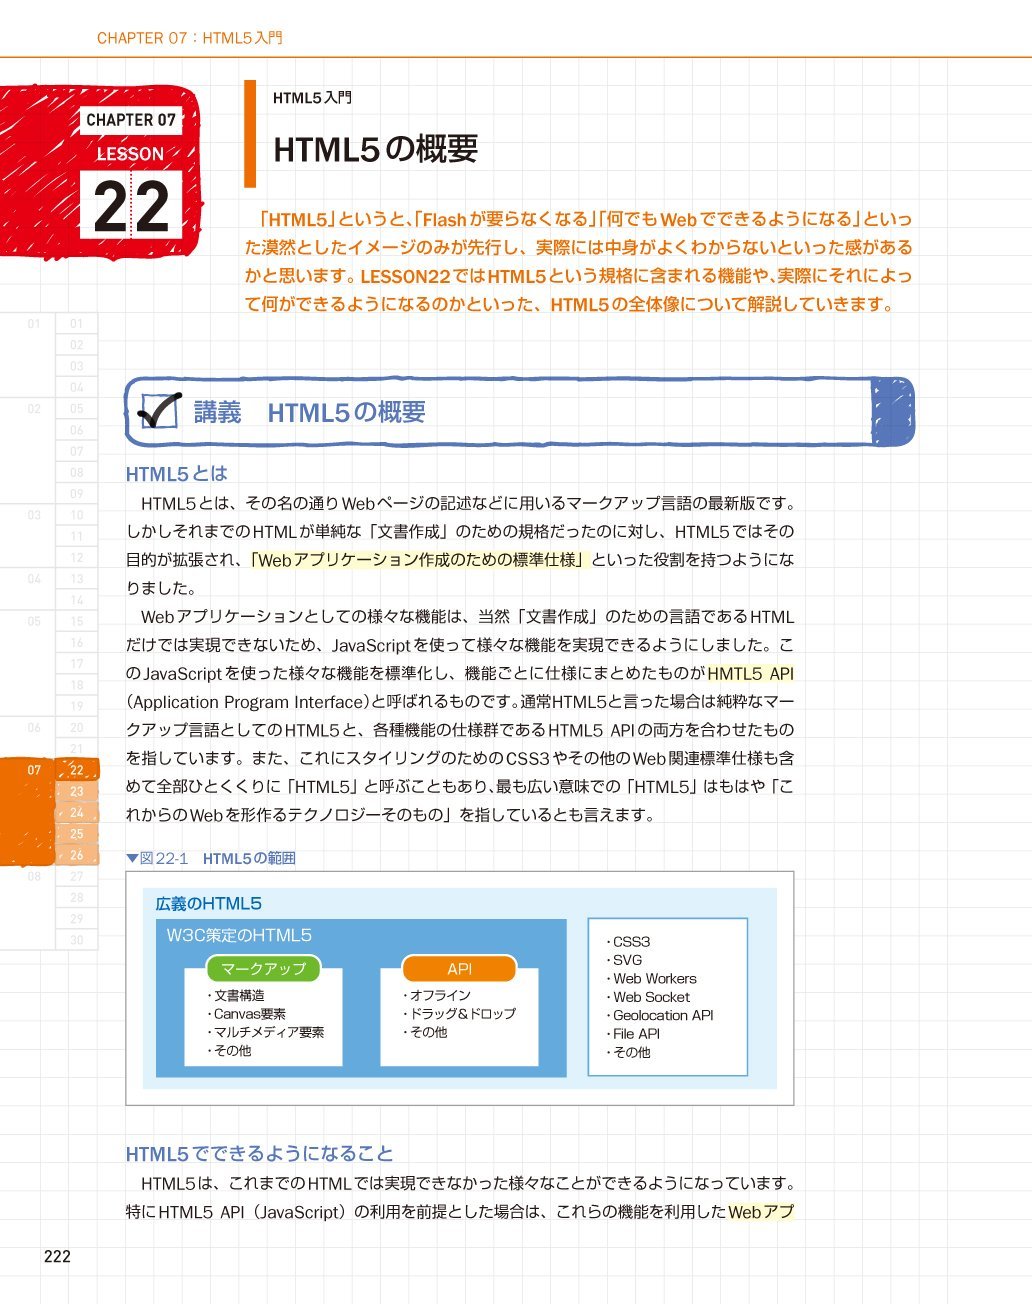 CHAPTER 07：HTML5入門
CHAPTER 07
LESSON
22
HTML5入門
HTML5の概要
「HTML5」というと、「Flashが要らなくなる」「何でもWebでできるようになる」といっ
た漠然としたイメージのみが先行し、実際には中身がよくわからないといった感がある
かと思います。LESSON22ではHTML5という規格に含まれる機能や、実際にそれによっ
て何ができるようになるのかといった、HTML5の全体像について解説していきます。
01 01
02
03
04
02 05
06
07
08
09
03 10
11
12
04 13
14
05 15
16
17
18
19
06 20
21
07 22
23
24
25
26
08 27
28
29
30
講義　HTML5の概要
HTML5とは
HTML5とは、その名の通りWebページの記述などに用いるマークアップ言語の最新版です。
しかしそれまでのHTMLが単純な「文書作成」のための規格だったのに対し、HTML5ではその
目的が拡張され、「Webアプリケーション作成のための標準仕様」といった役割を持つようにな
りました。
Webアプリケーションとしての様々な機能は、当然「文書作成」のための言語であるHTML
だけでは実現できないため、JavaScriptを使って様々な機能を実現できるようにしました。こ
のJavaScriptを使った様々な機能を標準化し、機能ごとに仕様にまとめたものがHMTL5 API
（Application Program Interface）と呼ばれるものです。通常HTML5と言った場合は純粋なマー
クアップ言語としてのHTML5と、各種機能の仕様群であるHTML5 APIの両方を合わせたもの
を指しています。また、これにスタイリングのためのCSS3やその他のWeb関連標準仕様も含
めて全部ひとくくりに「HTML5」と呼ぶこともあり、最も広い意味での「HTML5」はもはや「こ
れからのWebを形作るテクノロジーそのもの」を指しているとも言えます。
▼図22-1　HTML5の範囲
広義のHTML5
W3C策定のHTML5
マークアップ
・文書構造
・Canvas要素
・マルチメディア要素
・その他
API
・オフライン
・ドラッグ&ドロップ
・その他
・CSS3
・SVG
・Web Workers
・Web Socket
・Geolocation API
・File API
・その他
HTML5でできるようになること
HTML5は、これまでのHTMLでは実現できなかった様々なことができるようになっています。
特にHTML5 API（JavaScript）の利用を前提とした場合は、これらの機能を利用したWebアプ
222